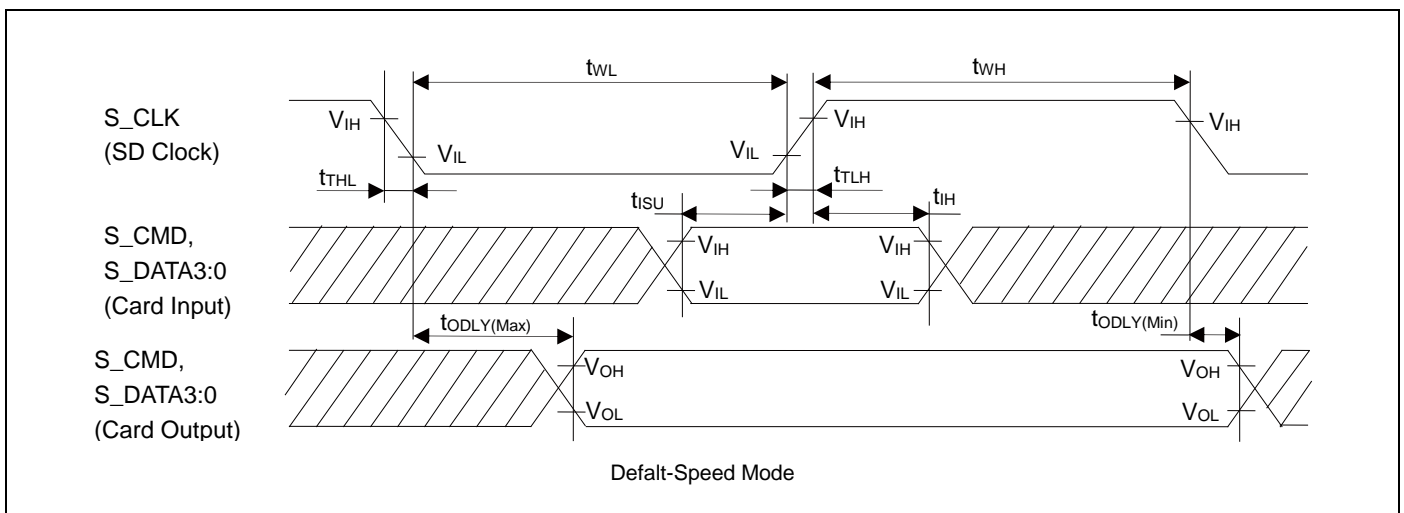 tWL
tWH
S_CLK
(SD Clock)
VIH
VIL
VIL
VIH
VIH
tTHL
tTLH
tISU
tIH
S_CMD,
S_DATA3:0
(Card Input)
VIH
VIL
VIH
VIL
tODLY(Max)
tODLY(Min)
S_CMD,
S_DATA3:0
(Card Output)
VOH
VOL
VOH
VOL
Defalt-Speed Mode